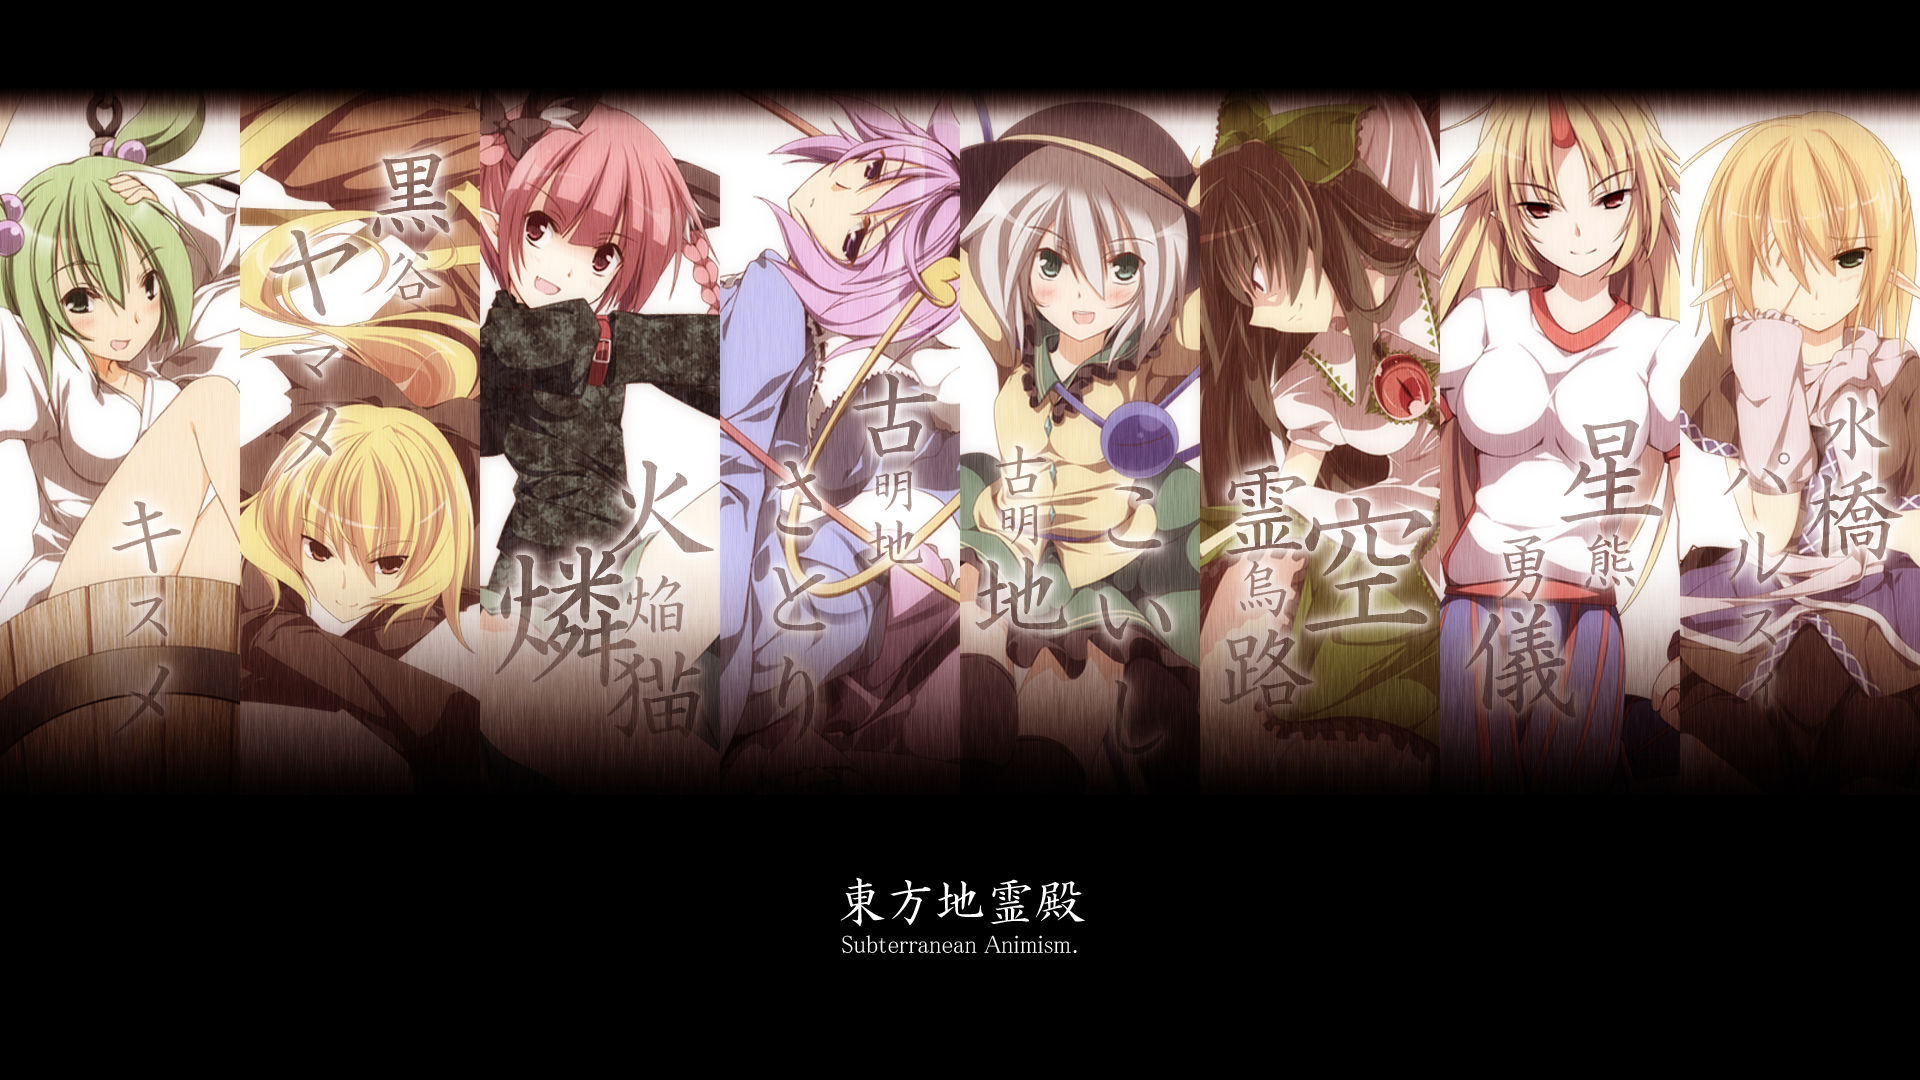 キスメ
黒谷
ヤマメ
火焔猫
燐
古明地
さとり
古明地
こいし
霊烏路
空
星熊
勇儀
水橋
パルスィ
東方地霊殿
Subterranean Animism.